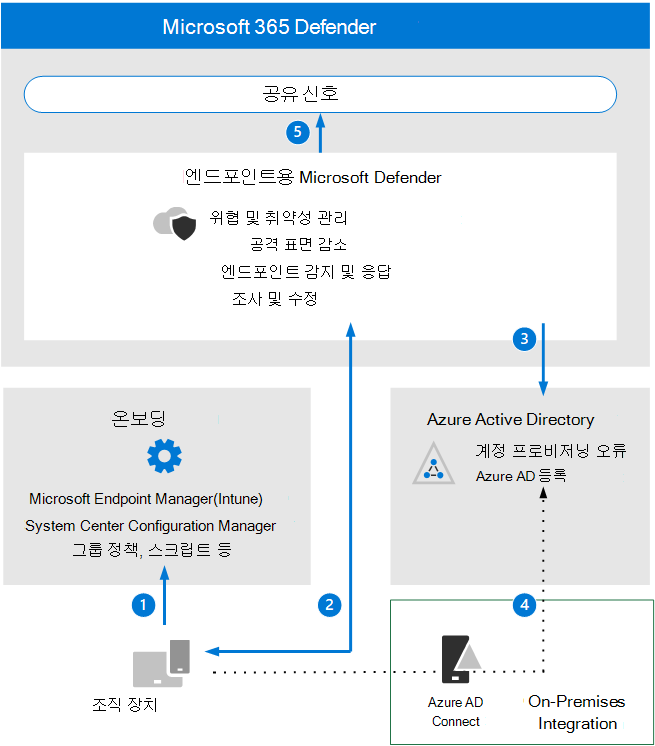 Microsoft 365 Defender
공유 신호
5
엔드포인트용 Microsoft Defender
위협 및 취약성 관리
공격 표면 감소
엔드포인트 감지 및 응답
조사 및 수정
3
온보딩
Microsoft Endpoint Manager(Intune)
System Center Configuration Manager
그룹 정책, 스크립트 등
Azure Active Directory
계정 프로비저닝 오류
Azure AD 등록
1
2
4
조직 장치
Azure AD
Connect
On-Premises
Integration